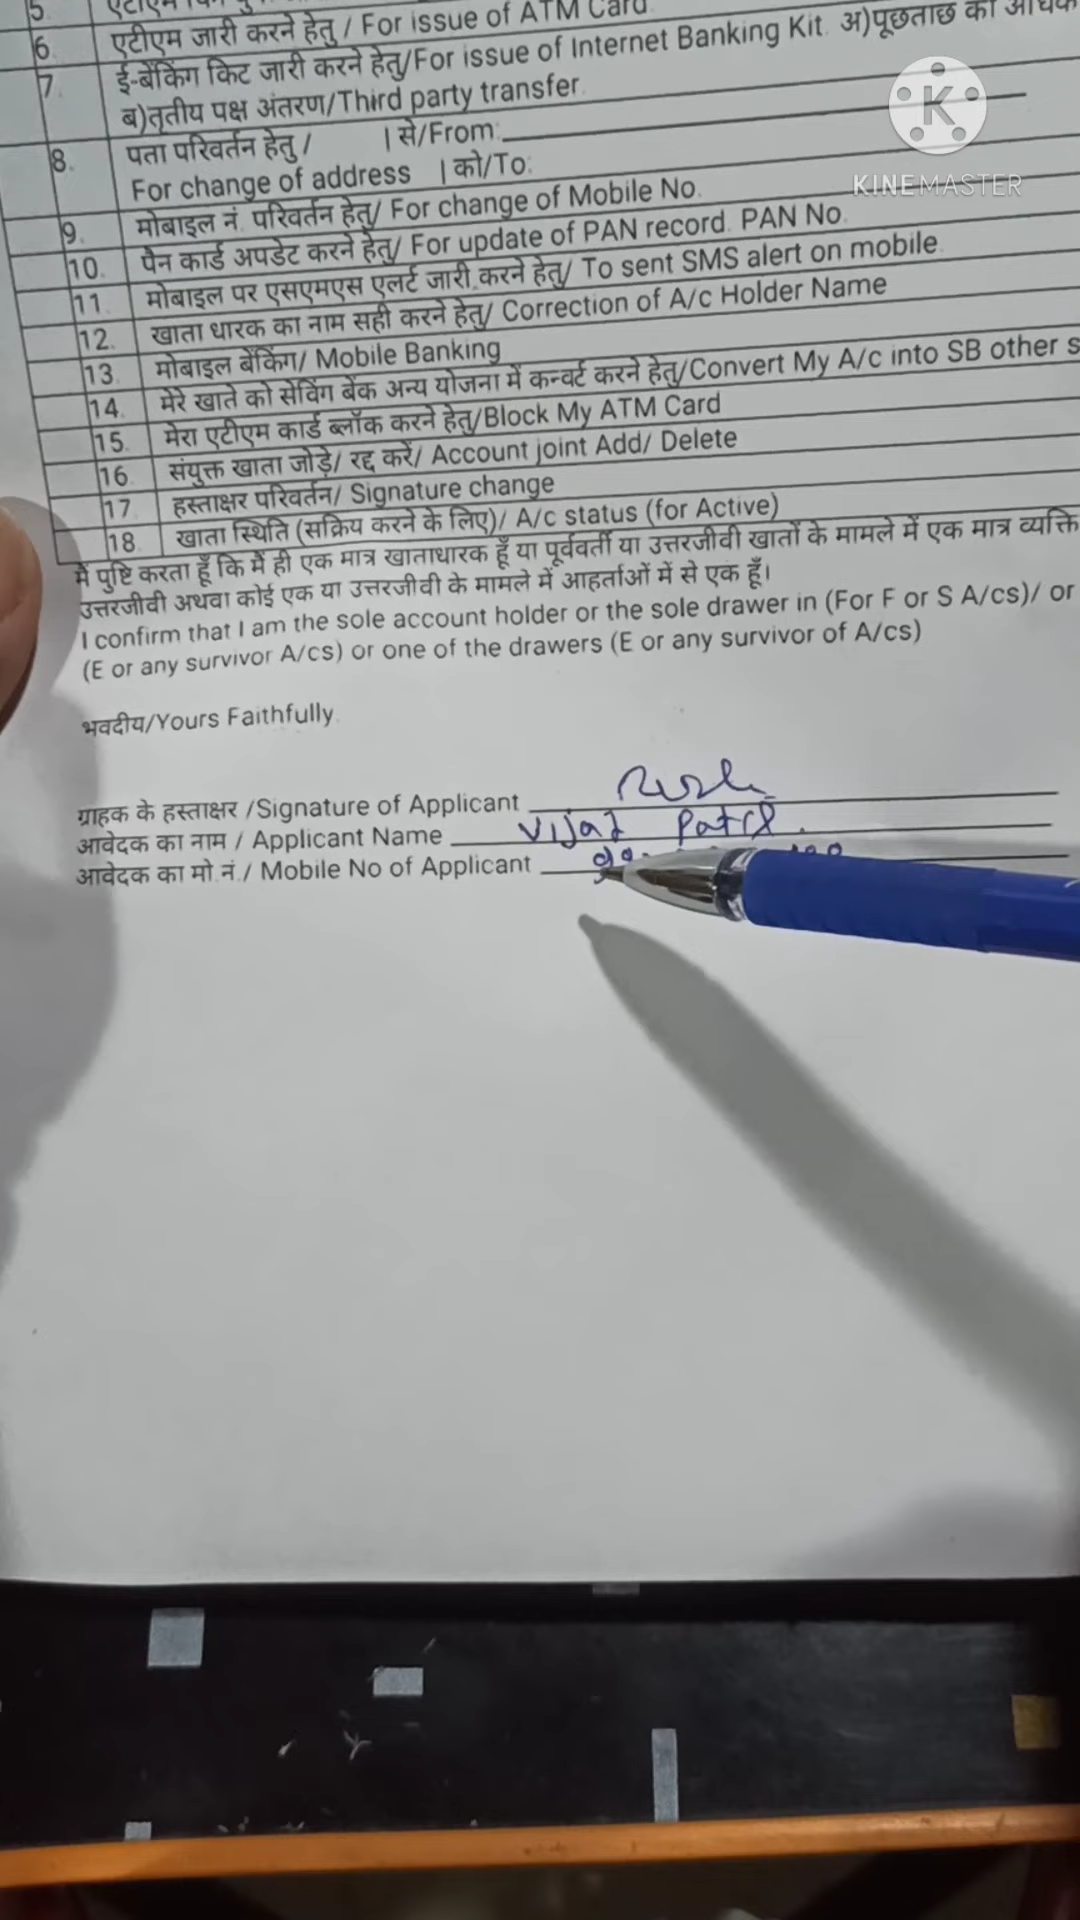 5.
6. एटीएम जारी करने हेतु / For issue of ATM Card.
7. ई-बेंकिंग किट जारी करने हेतु/For issue of Internet Banking Kit. अ)पूछताछ का
ब)तृतीय पक्ष अंतरण/Third party transfer.
8. पता परिवर्तन हेतु / | से/From:
For change of address | को/To:
9. मोबाइल नं. परिवर्तन हेतु/ For change of Mobile No.
10. पैन कार्ड अपडेट करने हेतु/ For update of PAN record. PAN No.
11. मोबाइल पर एसएमएस एलर्ट जारी करने हेतु/ To sent SMS alert on mobile.
12. खाता धारक का नाम सही करने हेतु/ Correction of A/c Holder Name
13. मोबाइल बेंकिंग/ Mobile Banking
14. मेरे खाते को सेविंग बेंक अन्य योजना में कन्वर्ट करने हेतु/Convert My A/c into SB other s
15. मेरा एटीएम कार्ड ब्लॉक करने हेतु/Block My ATM Card
16. संयुक्त खाता जोड़े/ रद्द करें/ Account joint Add/ Delete
17. हस्ताक्षर परिवर्तन/ Signature change
18. खाता स्थिति (सक्रिय करने के लिए)/ A/c status (for Active)
मैं पुष्टि करता हूँ कि मैं ही एक मात्र खाताधारक हूँ या पूर्ववर्ती या उत्तरजीवी खातों के मामले में एक मात्र व्यक्ति
उत्तरजीवी अथवा कोई एक या उत्तरजीवी के मामले में आहर्ताओं में से एक हूँ।
I confirm that I am the sole account holder or the sole drawer in (For F or S A/cs)/ or
(E or any survivor A/cs) or one of the drawers (E or any survivor of A/cs)
भवदीय/Yours Faithfully.
ग्राहक के हस्ताक्षर /Signature of Applicant
आवेदक का नाम / Applicant Name Vijay Patel
आवेदक का मो.नं./ Mobile No of Applicant
K
KINEMASTER